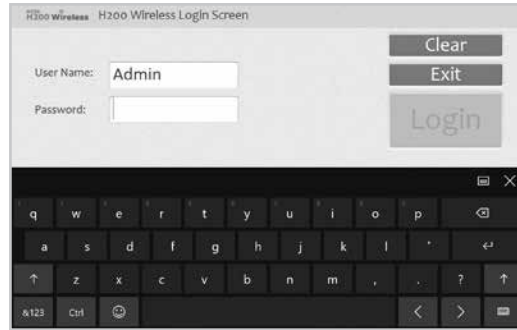 H200 Wireless H200 Wireless Login Screen
Clear
User Name: Admin
Exit
Password:
Login
q w e r t y u i o p
a s d f g h j k l '
z x c v b n m , . ?
&123 Ctrl